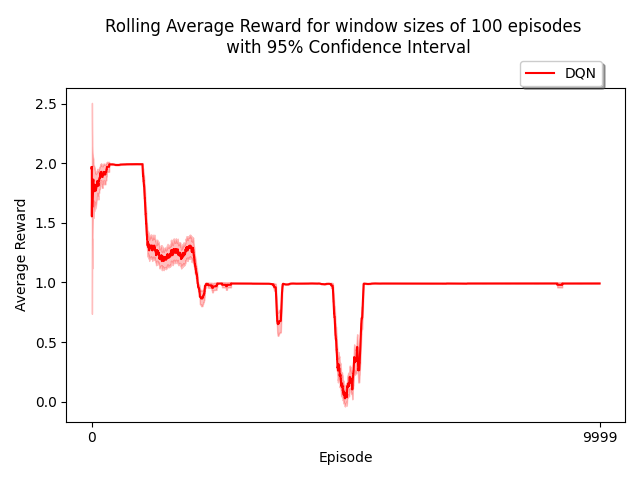 Rolling Average Reward for window sizes of 100 episodes
with 95% Confidence Interval
DQN
2.5
2.0
1.5
1.0
0.5
0.0
Average Reward
0
9999
Episode